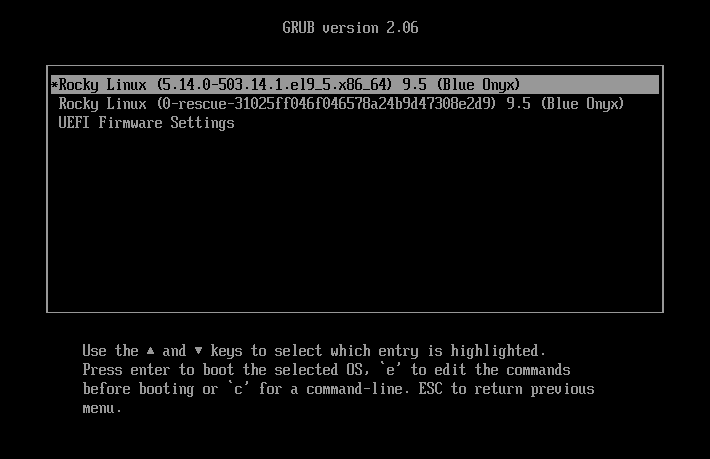 GRUB version 2.06
*Rocky Linux (5.14.0-503.14.1.el9_5.x86_64) 9.5 (Blue Onyx)
Rocky Linux (0-rescue-31025ff046f046578a24b9d47308e2d9) 9.5 (Blue Onyx)
UEFI Firmware Settings
Use the ▲ and ▼ keys to select which entry is highlighted.
Press enter to boot the selected OS, `e' to edit the commands
before booting or `c' for a command-line. ESC to return previous
menu.